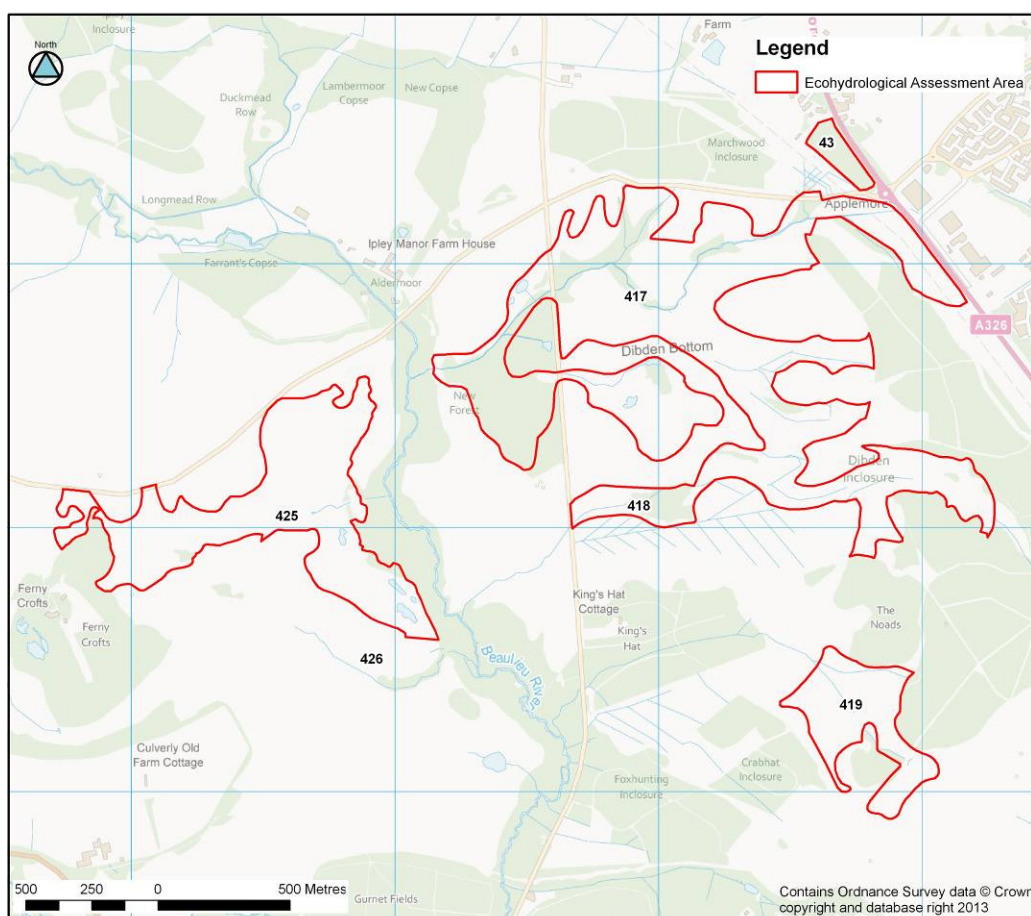 Inclosure
Farm
North
Legend
Ecohydrological Assessment Area
Lambermoor
Copse
New Copse
Duckmead
Row
Marchwood
Inclosure
43
Longmead Row
Applemore
Ipley Manor Farm House
Farrant's Copse
Aldermoor
417
A326
Dibden Bottom
New
Forest
Dibden
Inclosure
418
425
Ferny
Crofts
King's Hat
Cottage
The
Noads
Ferny
Crofts
King's
Hat
426
Beaulieu River
419
Culverly Old
Farm Cottage
Crabhat
Inclosure
Foxhunting
Inclosure
500 250 0 500 Metres
Gurnet Fields
Contains Ordnance Survey data © Crown
copyright and database right 2013